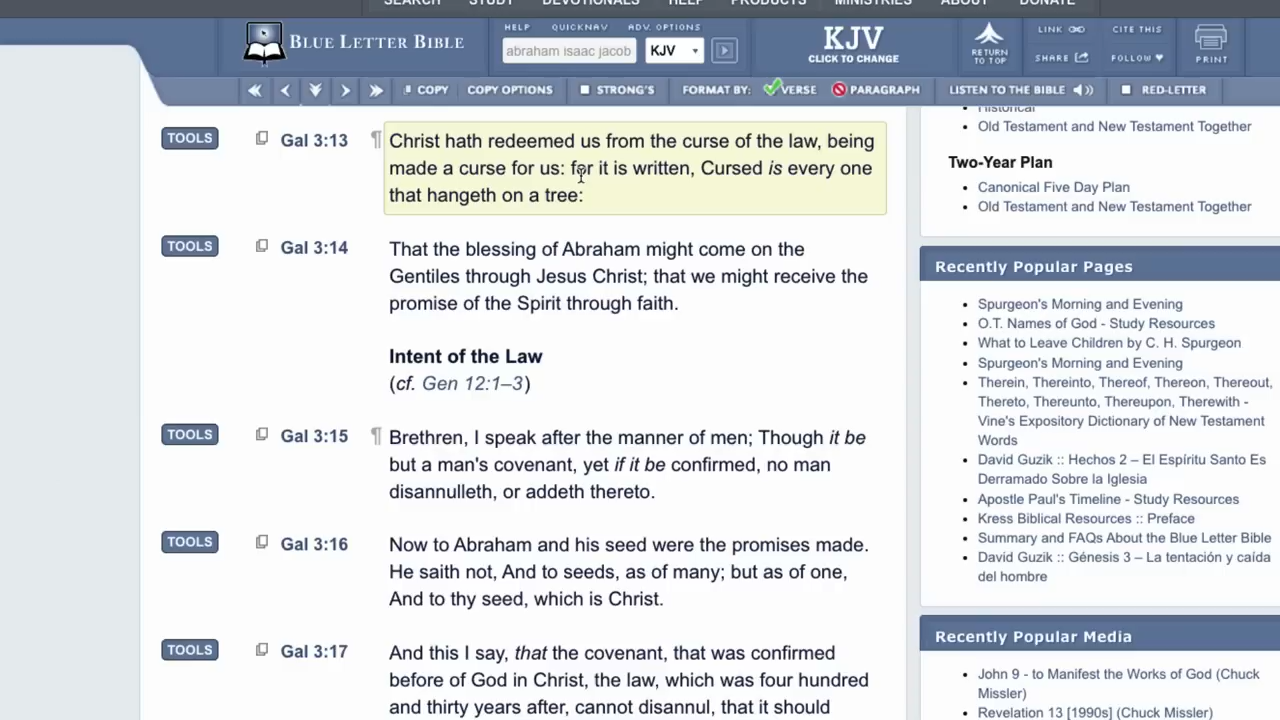 SEARCH STUDY DEVOTIONALS HELP PRODUCTS MINISTRIES ABOUT DONATE
BLUE LETTER BIBLE
HELP QUICKNAV ADV. OPTIONS
abraham isaac jacob KJV
KJV
CLICK TO CHANGE
RETURN
TO TOP
LINK CITE THIS
SHARE FOLLOW
PRINT
COPY COPY OPTIONS STRONG'S FORMAT BY: VERSE PARAGRAPH LISTEN TO THE BIBLE RED-LETTER
TOOLS Gal 3:13 ¶ Christ hath redeemed us from the curse of the law, being
made a curse for us: for it is written, Cursed is every one
that hangeth on a tree:
TOOLS Gal 3:14 That the blessing of Abraham might come on the
Gentiles through Jesus Christ; that we might receive the
promise of the Spirit through faith.
Intent of the Law
(cf. Gen 12:1–3)
TOOLS Gal 3:15 ¶ Brethren, I speak after the manner of men; Though it be
but a man's covenant, yet if it be confirmed, no man
disannulleth, or addeth thereto.
TOOLS Gal 3:16 Now to Abraham and his seed were the promises made.
He saith not, And to seeds, as of many; but as of one,
And to thy seed, which is Christ.
TOOLS Gal 3:17 And this I say, that the covenant, that was confirmed
before of God in Christ, the law, which was four hundred
and thirty years after, cannot disannul, that it should
Historical
Old Testament and New Testament Together
Two-Year Plan
Canonical Five Day Plan
Old Testament and New Testament Together
Recently Popular Pages
Spurgeon's Morning and Evening
O.T. Names of God - Study Resources
What to Leave Children by C. H. Spurgeon
Spurgeon's Morning and Evening
Therein, Thereinto, Thereof, Thereon, Thereout,
Thereto, Thereunto, Thereupon, Therewith -
Vine's Expository Dictionary of New Testament
Words
David Guzik :: Hechos 2 – El Espíritu Santo Es
Derramado Sobre la Iglesia
Apostle Paul's Timeline - Study Resources
Kress Biblical Resources :: Preface
Summary and FAQs About the Blue Letter Bible
David Guzik :: Génesis 3 – La tentación y caída
del hombre
Recently Popular Media
John 9 - to Manifest the Works of God (Chuck
Missler)
Revelation 13 [1990s] (Chuck Missler)